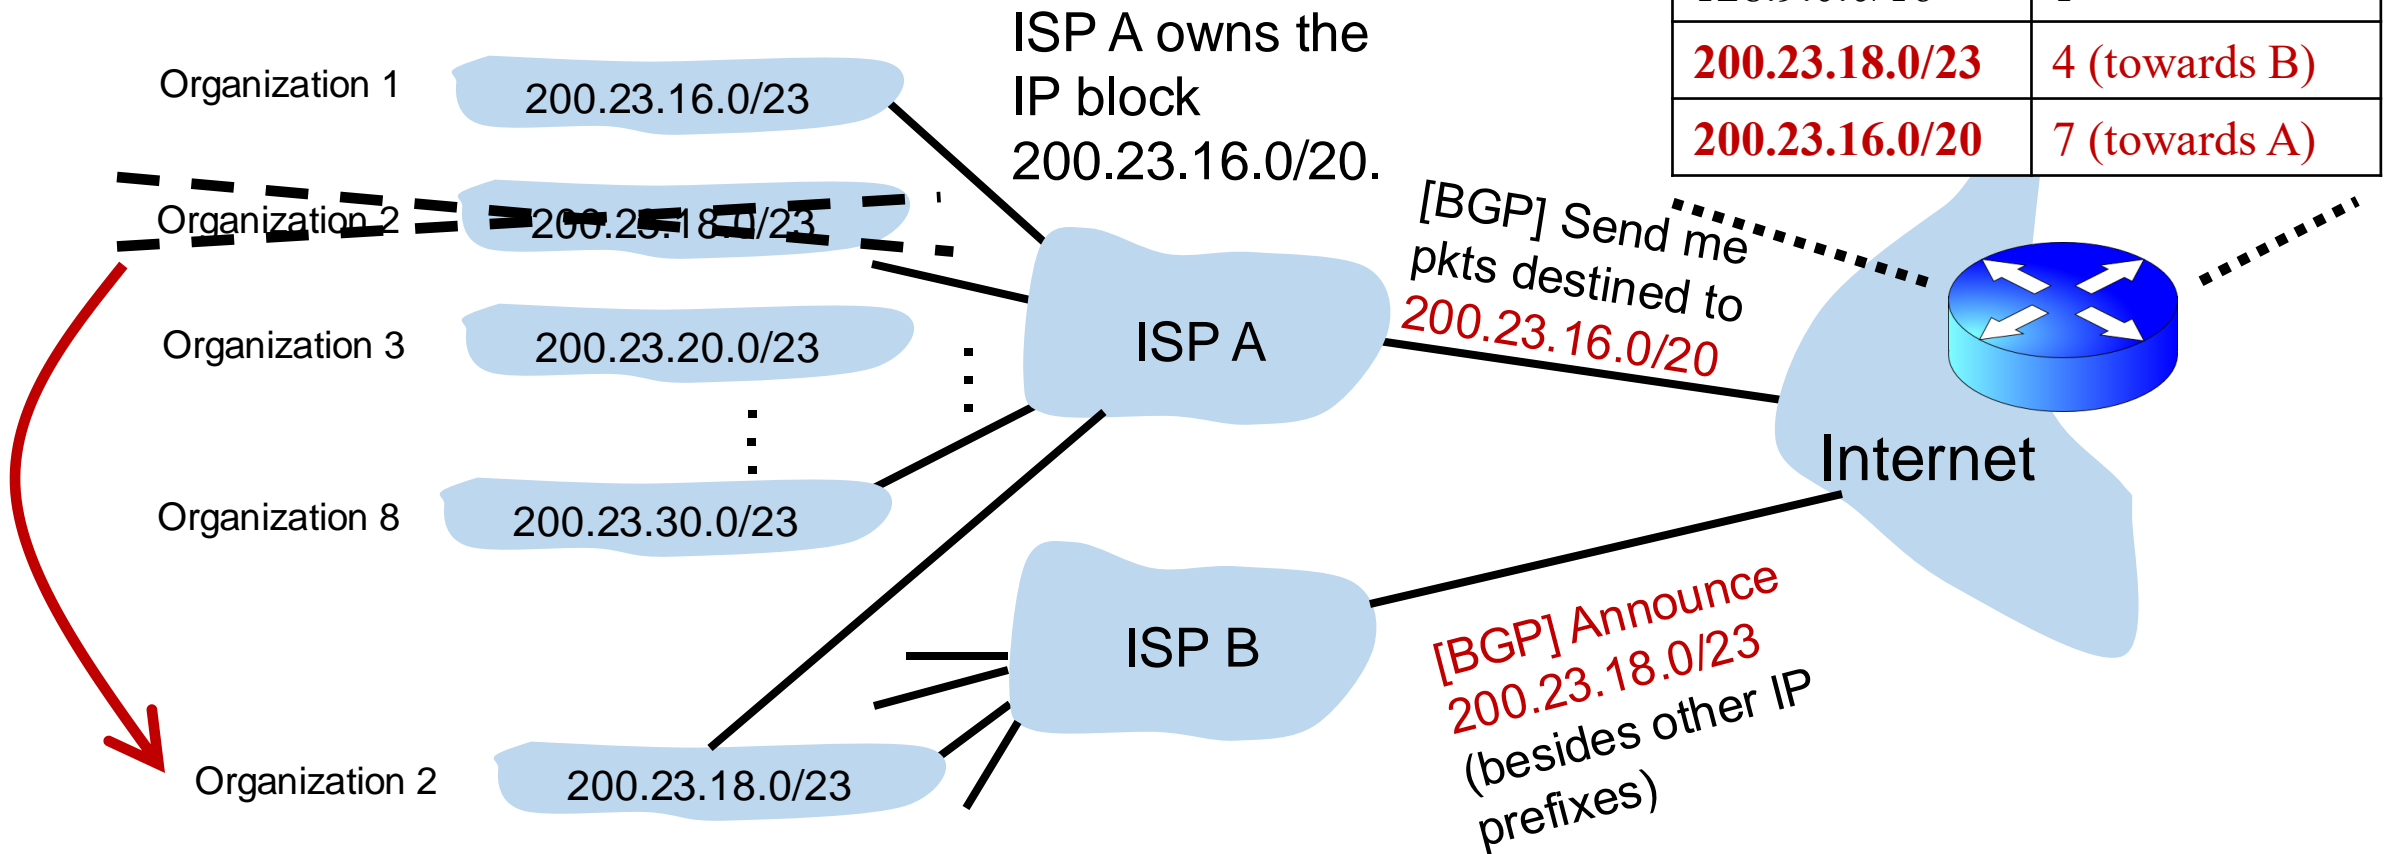 ISP A owns the
IP block
200.23.16.0/20.
200.23.18.0/23 4 (towards B)
200.23.16.0/20 7 (towards A)
Organization 1 200.23.16.0/23
Organization 2 200.23.18.0/23
Organization 3 200.23.20.0/23
Organization 8 200.23.30.0/23
ISP A
[BGP] Send me
pkts destined to
200.23.16.0/20
Internet
ISP B
[BGP] Announce
200.23.18.0/23
(besides other IP
prefixes)
Organization 2 200.23.18.0/23